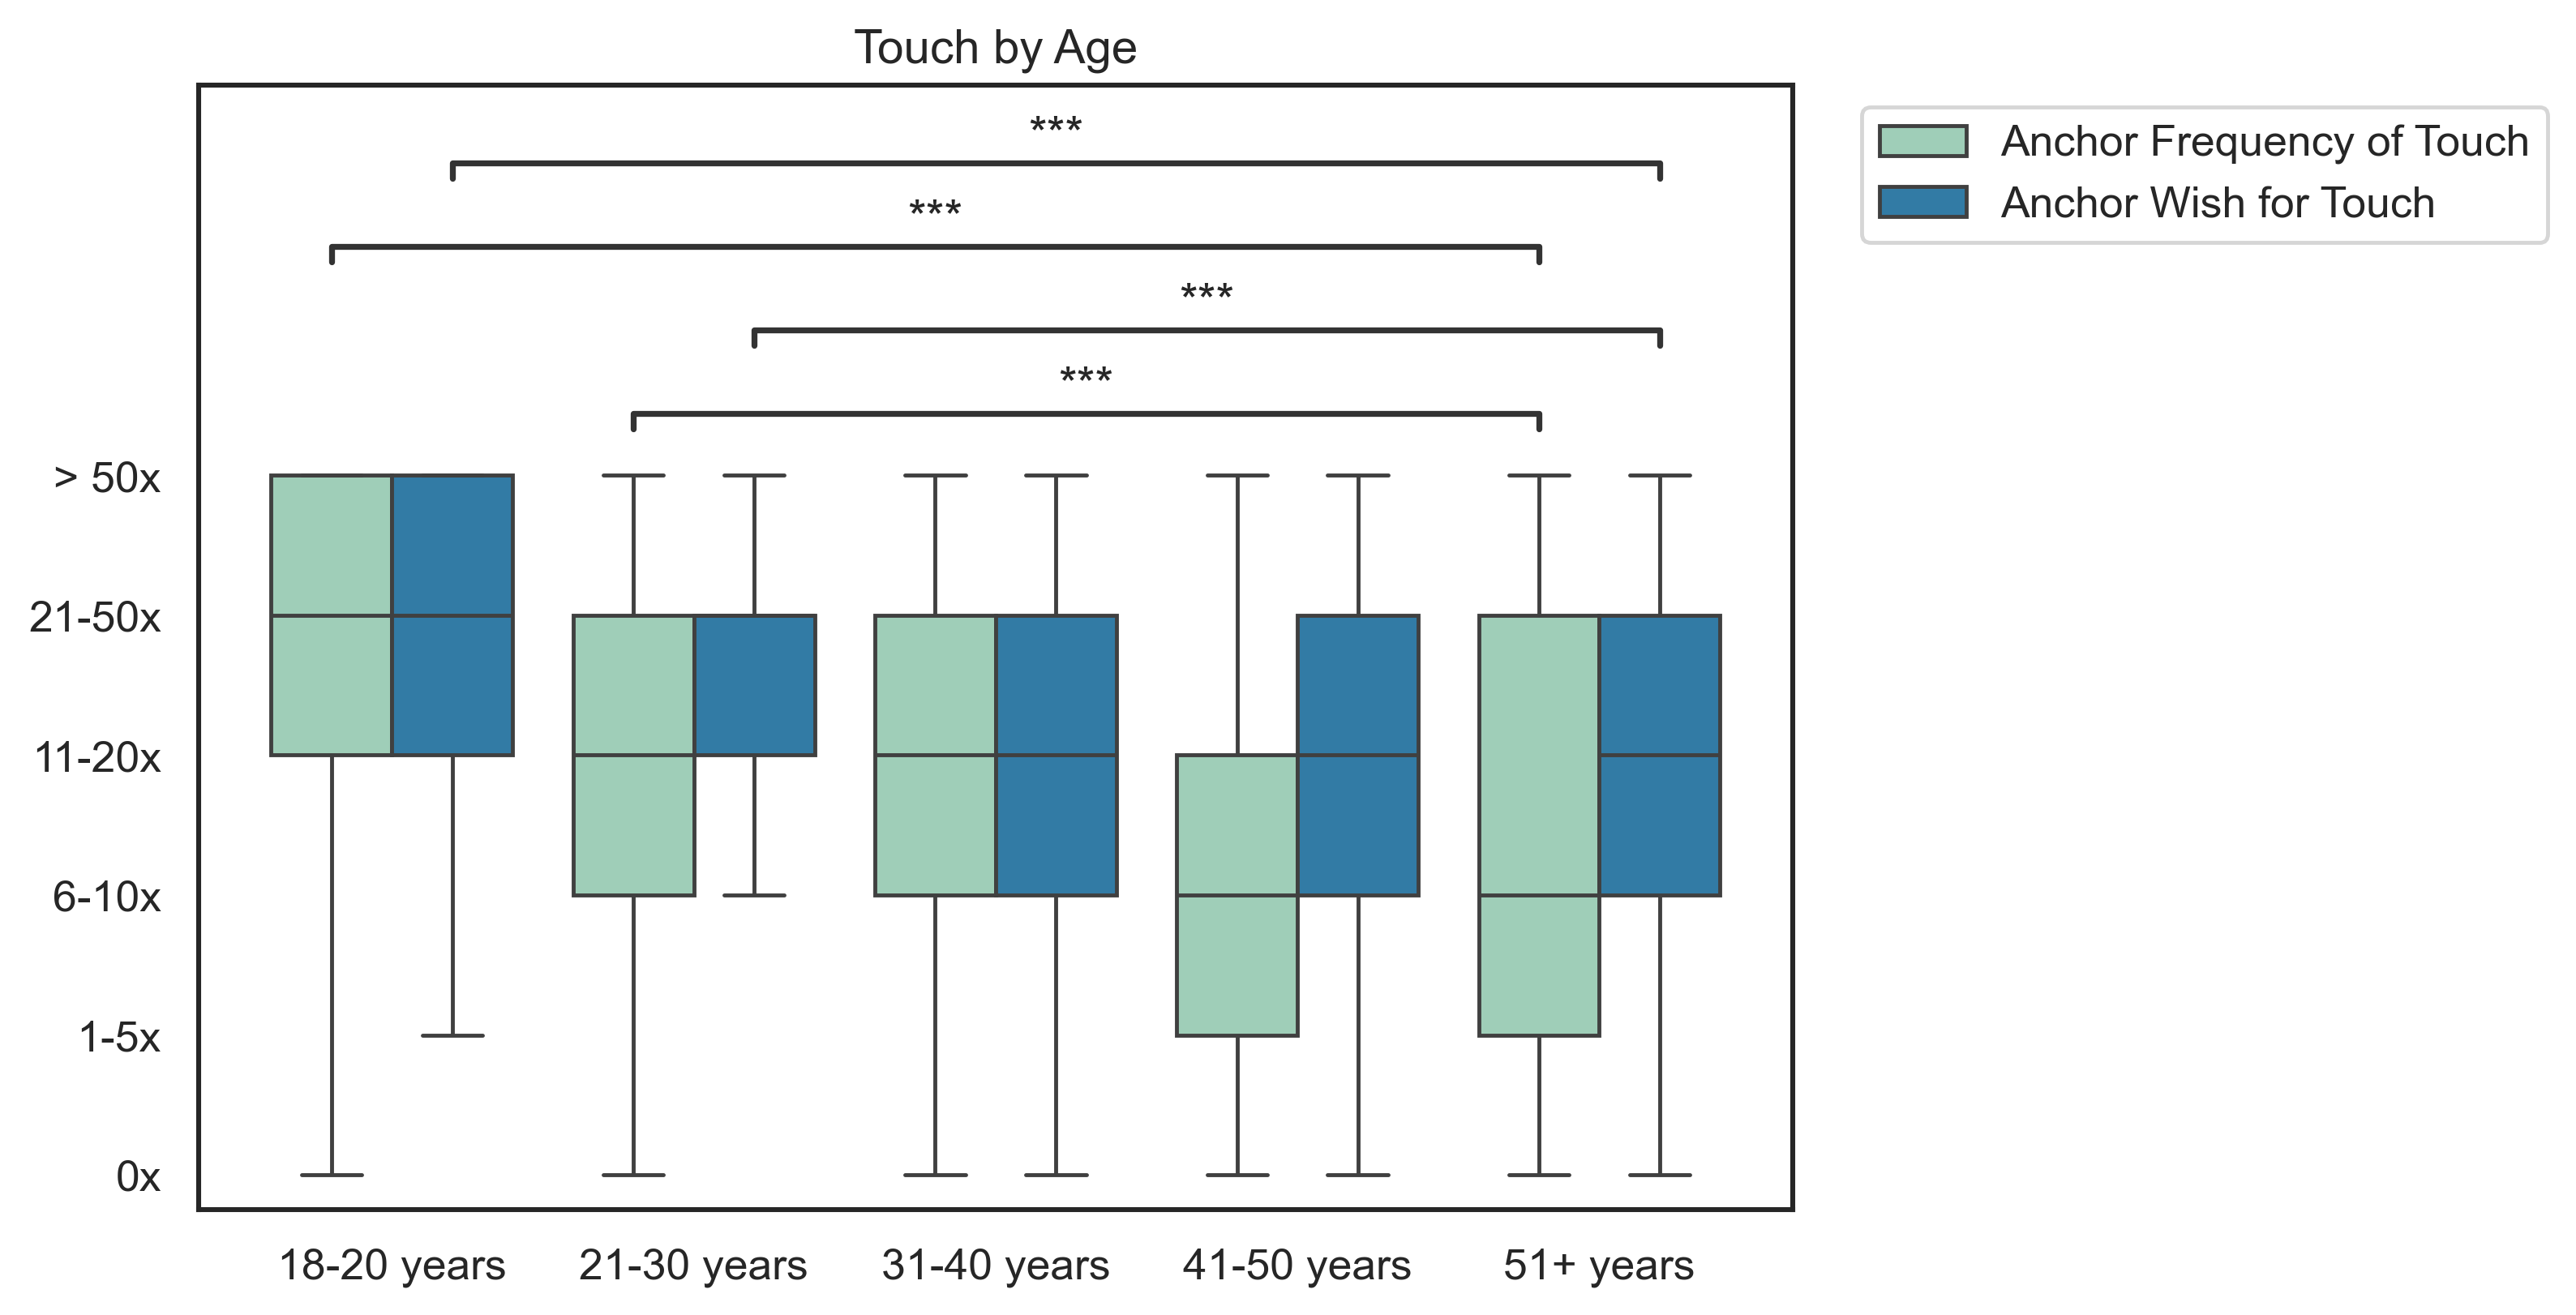 Touch by Age
***
***
***
***
Anchor Frequency of Touch
Anchor Wish for Touch
> 50x
21-50x
11-20x
6-10x
1-5x
0x
18-20 years
21-30 years
31-40 years
41-50 years
51+ years